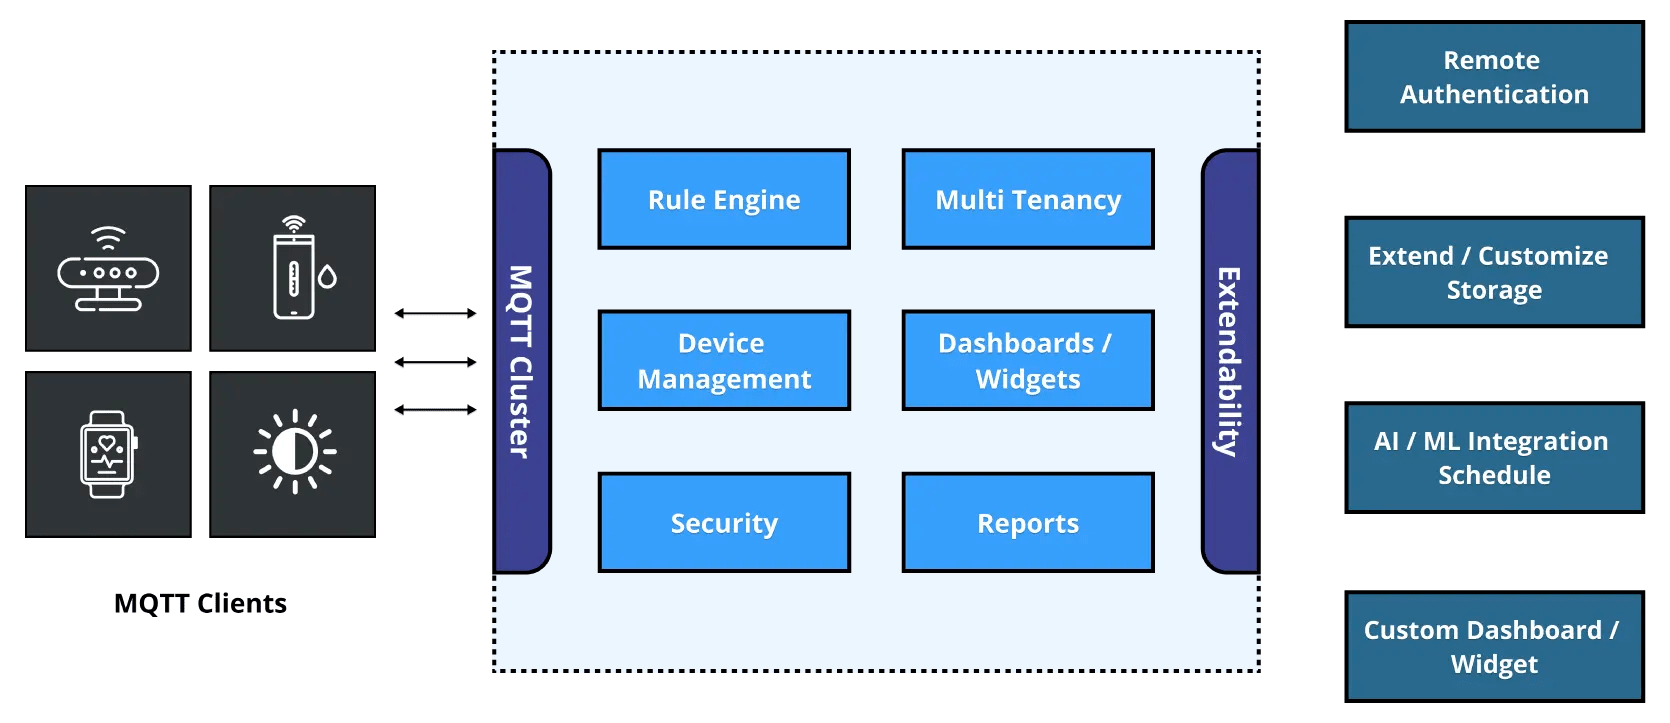 MQTT Clients
MQTT Cluster
Rule Engine
Multi Tenancy
Device
Management
Dashboards /
Widgets
Security
Reports
Extendability
Remote
Authentication
Extend / Customize
Storage
AI / ML Integration
Schedule
Custom Dashboard /
Widget